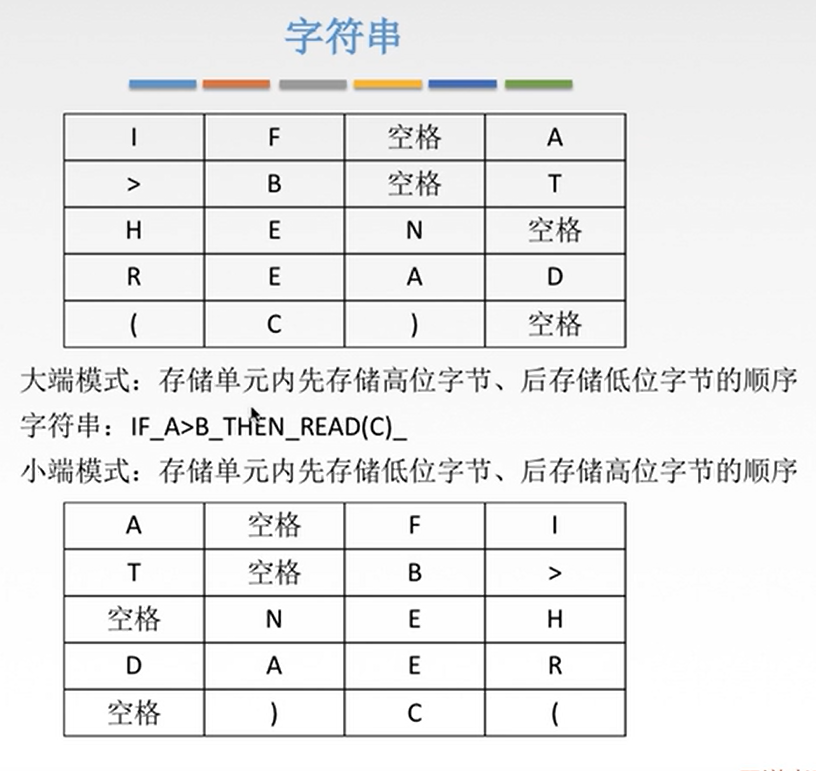 字符串
I F 空格 A
> B 空格 T
H E N 空格
R E A D
( C ) 空格
大端模式：存储单元内先存储高位字节、后存储低位字节的顺序
字符串：IF_A>B_THEN_READ(C)_
小端模式：存储单元内先存储低位字节、后存储高位字节的顺序
A 空格 F I
T 空格 B >
空格 N E H
D A E R
空格 ) C (